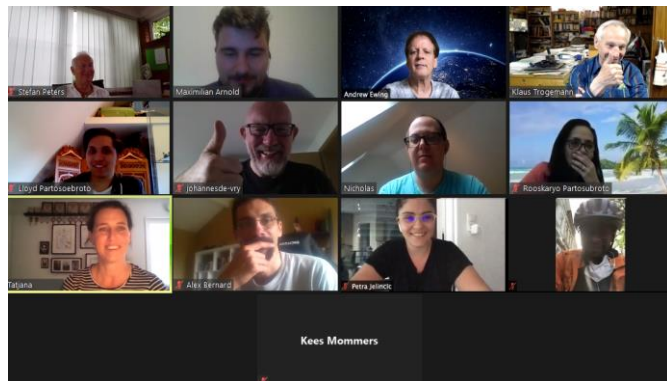 Stefan Peters
Maximilian Arnold
Andrew Ewing
Klaus Trogemann
Lloyd Partosoebroto
johannesde-vry
Nicholas
Rooskaryo Partosubroto
Tatjana
Alex Bernard
Petra Jelincic
Kees Mommers